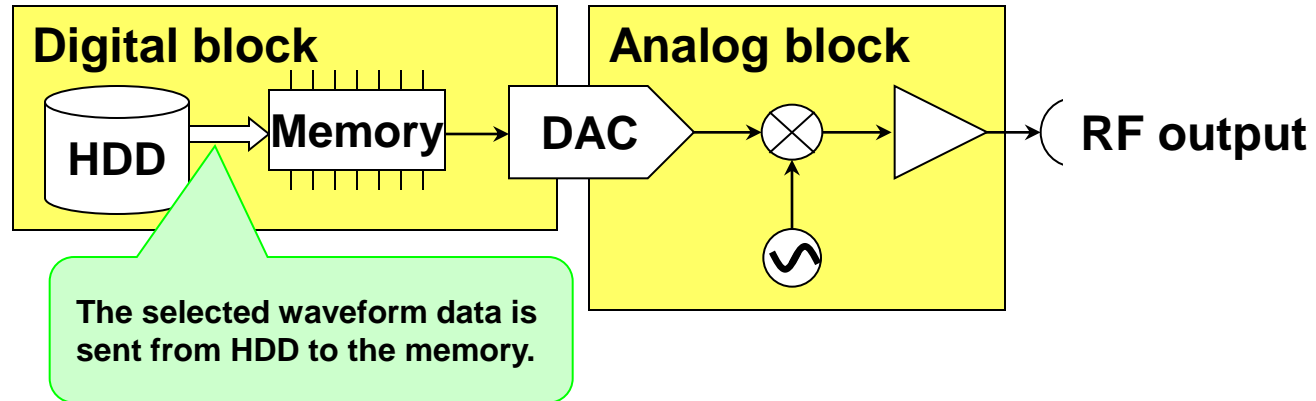 Digital block
Analog block
HDD
Memory
DAC
RF output
The selected waveform data is
sent from HDD to the memory.